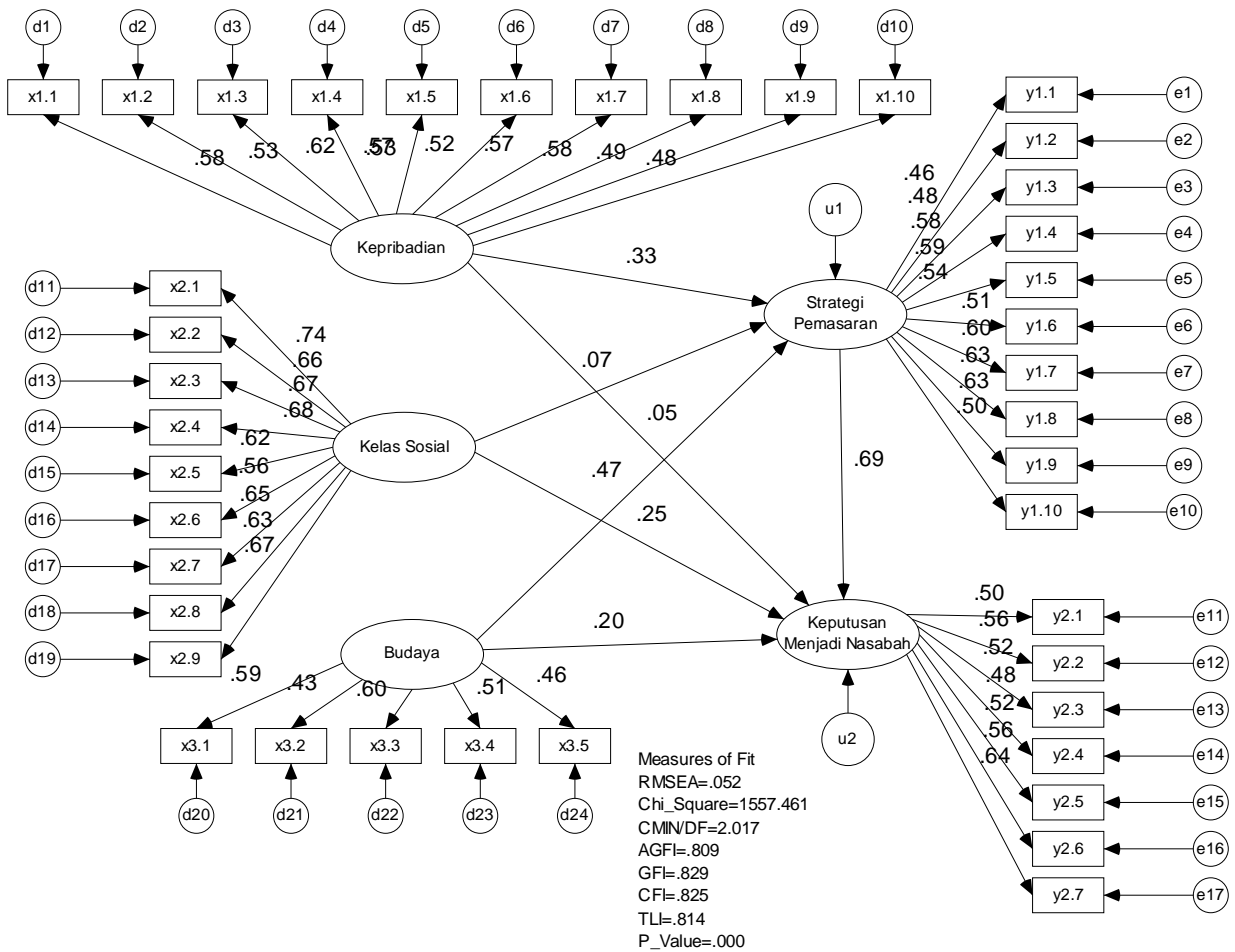 d1 d2 d3 d4 d5 d6 d7 d8 d9 d10
x1.1 x1.2 x1.3 x1.4 x1.5 x1.6 x1.7 x1.8 x1.9 x1.10
.58 .53 .62 .52 .57 .58 .49 .48
Kepribadian
d11 x2.1
d12 x2.2
d13 x2.3
d14 x2.4
d15 x2.5
d16 x2.6
d17 x2.7
d18 x2.8
d19 x2.9
.74
.66
.67
.68
.62
.56
.65
.63
.67
Kelas Sosial
Budaya
.59 .43 .60 .51 .46
x3.1 x3.2 x3.3 x3.4 x3.5
d20 d21 d22 d23 d24
.33
.07
.05
.47
.25
.20
.69
u1
Strategi
Pemasaran
.46
.48
.58
.59
.54
.51
.60
.63
.63
.50
y1.1 e1
y1.2 e2
y1.3 e3
y1.4 e4
y1.5 e5
y1.6 e6
y1.7 e7
y1.8 e8
y1.9 e9
y1.10 e10
Keputusan
Menjadi Nasabah
u2
.50
.56
.52
.48
.52
.56
.64
y2.1 e11
y2.2 e12
y2.3 e13
y2.4 e14
y2.5 e15
y2.6 e16
y2.7 e17
Measures of Fit
RMSEA=.052
Chi_Square=1557.461
CMIN/DF=2.017
AGFI=.809
GFI=.829
CFI=.825
TLI=.814
P_Value=.000